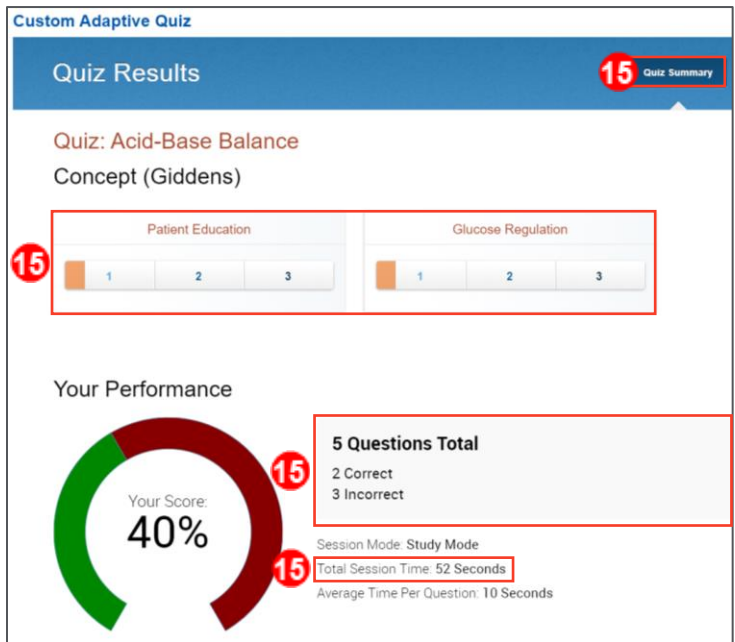 Custom Adaptive Quiz
Quiz Results
15 Quiz Summary
Quiz: Acid-Base Balance
Concept (Giddens)
Patient Education
Glucose Regulation
15
1 2 3
1 2 3
Your Performance
Your Score:
40%
15
5 Questions Total
2 Correct
3 Incorrect
Session Mode: Study Mode
15
Total Session Time: 52 Seconds
Average Time Per Question: 10 Seconds